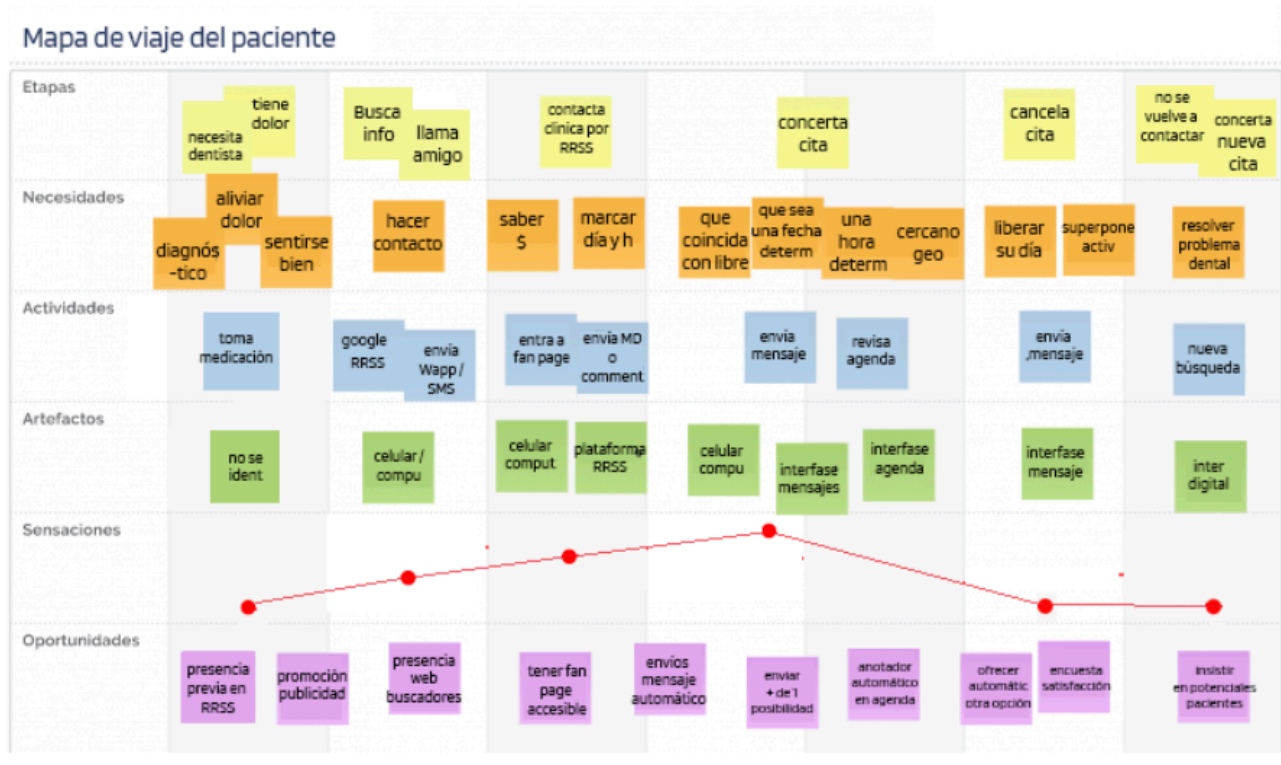 Mapa de viaje del paciente
Etapas
necesita
dentista
tiene
dolor
Busca
info
llama
amigo
contacta
clinica por
RRSS
concerta
cita
cancela
cita
no se
vuelve a
contactar
concerta
nueva
cita
Necesidades
diagnós
-tico
aliviar
dolor
sentirse
bien
hacer
contacto
saber
$
marcar
día y h
que
coincida
con libre
que sea
una fecha
determ
una
hora
determ
cercano
geo
liberar
su día
superpone
activ
resolver
problema
dental
Actividades
toma
medicación
google
RRSS
envía
Wapp /
SMS
entra a
fan page
envía MD
o
comment
envía
mensaje
revisa
agenda
envía
,mensaje
nueva
búsqueda
Artefactos
no se
ident
celular /
compu
celular
comput
plataforma
RRSS
celular
compu
interfase
mensajes
interfase
agenda
interfase
mensaje
inter
digital
Sensaciones
Oportunidades
presencia
previa en
RRSS
promoción
publicidad
presencia
web
buscadores
tener fan
page
accesible
envios
mensaje
automático
enviar
+ de 1
posibilidad
anotador
automático
en agenda
ofrecer
automátic
otra opción
encuesta
satisfacción
insistir
en potenciales
pacientes